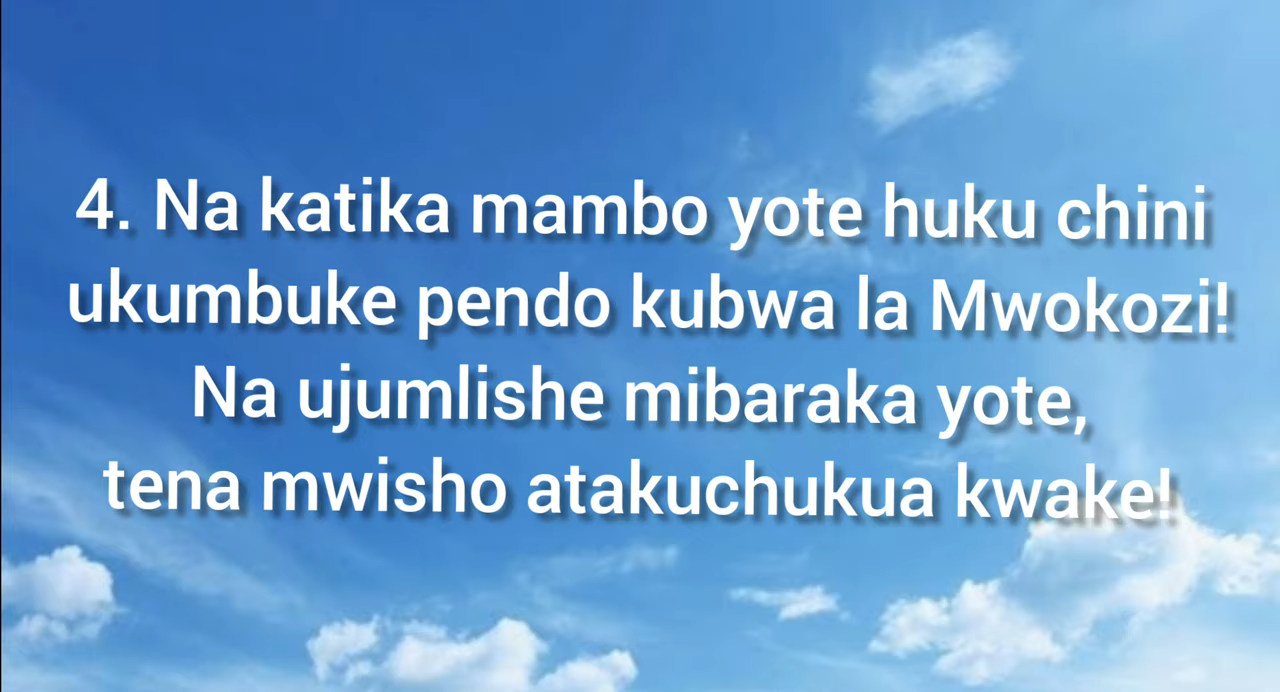 4. Na katika mambo yote huku chini
ukumbuke pendo kubwa la Mwokozi!
Na ujumlishe mibaraka yote,
tena mwisho atakuchukua kwake!